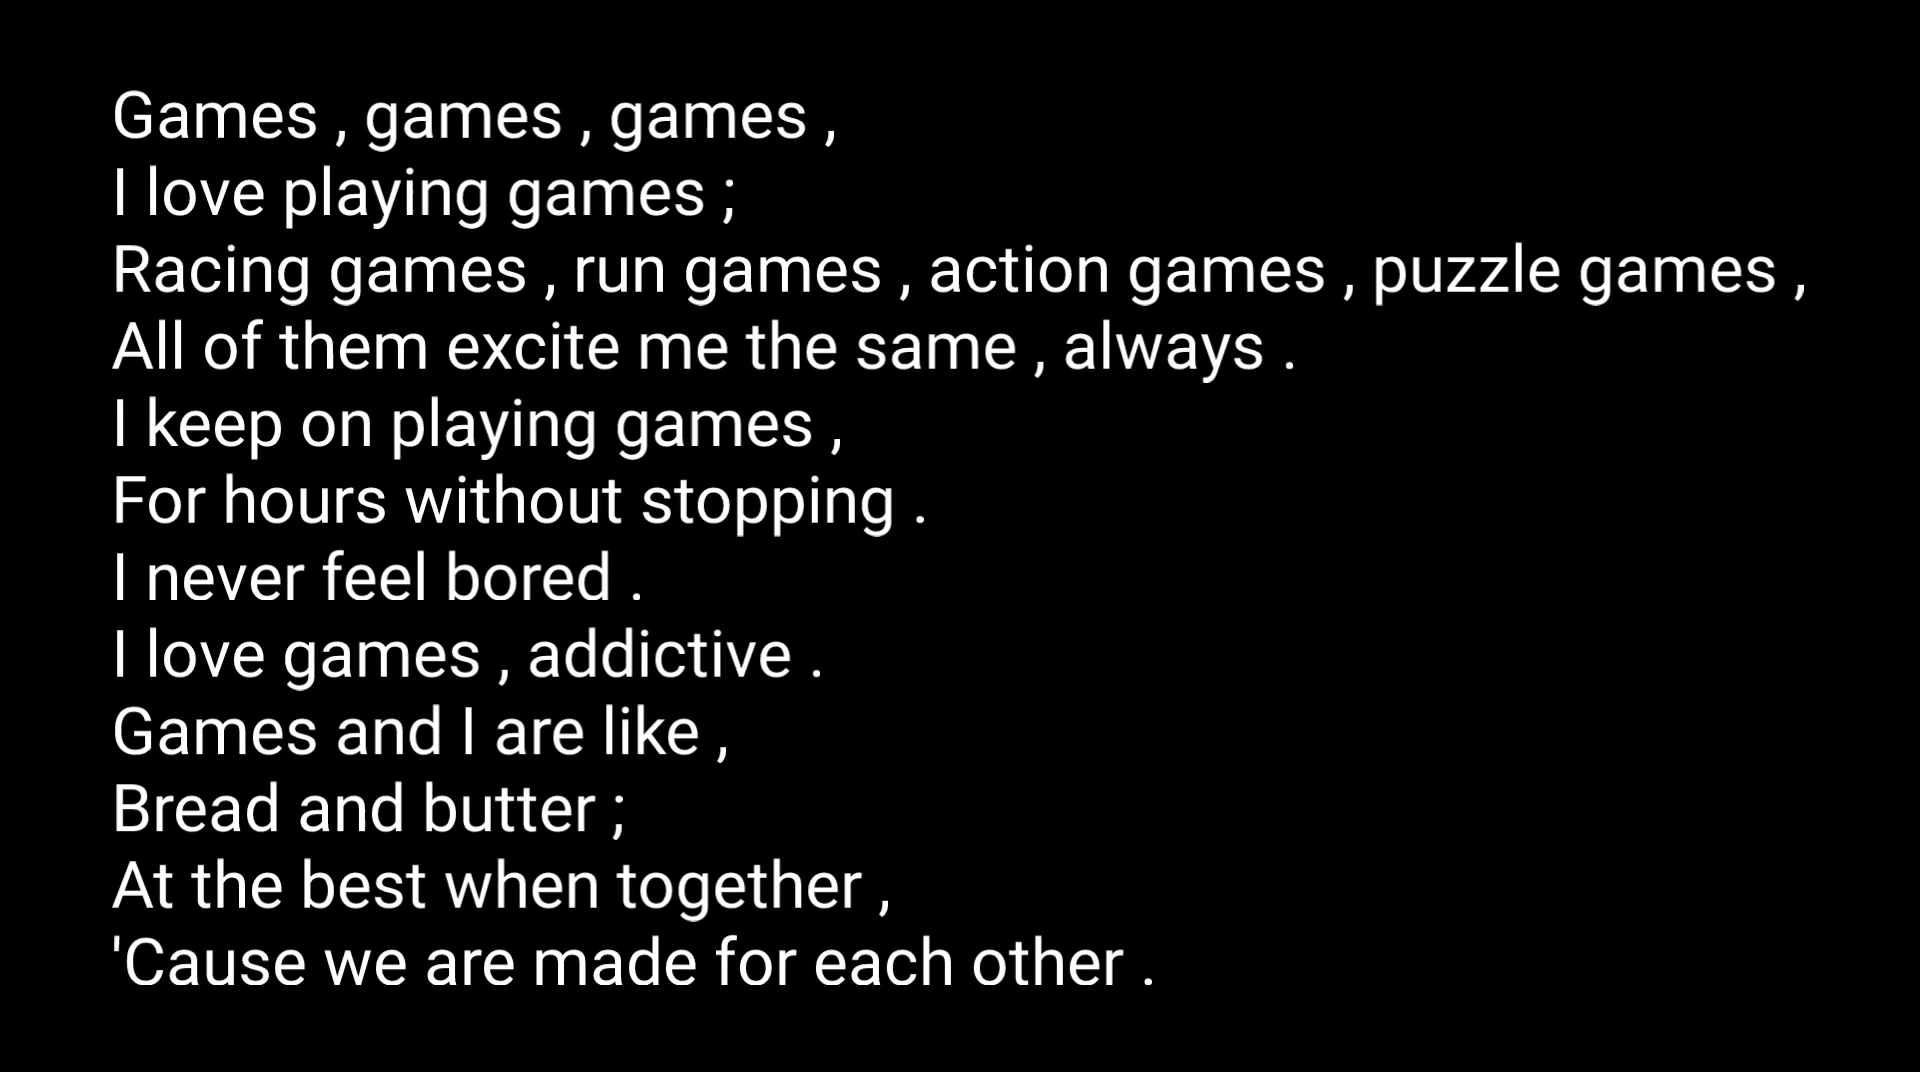 Games , games , games ,
I love playing games ;
Racing games , run games , action games , puzzle games ,
All of them excite me the same , always .
I keep on playing games ,
For hours without stopping .
I never feel bored .
I love games , addictive .
Games and I are like ,
Bread and butter ;
At the best when together ,
'Cause we are made for each other .